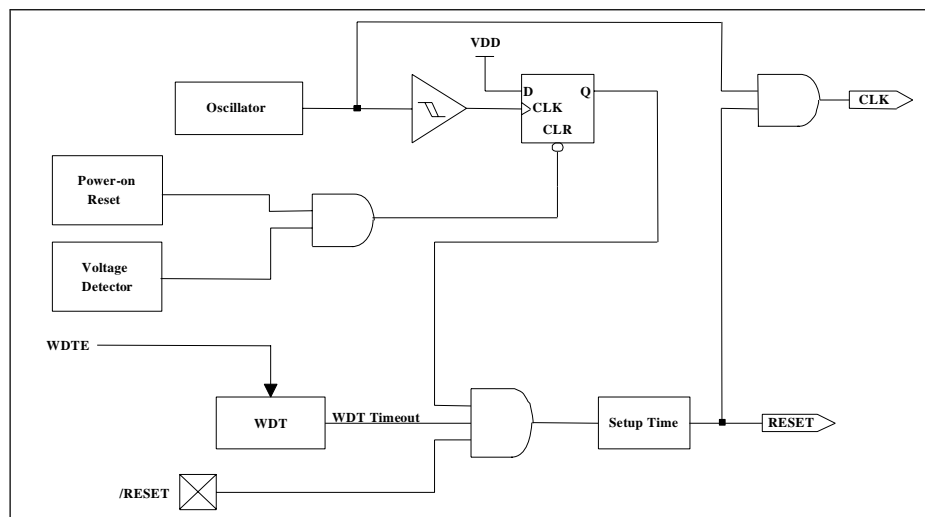 VDD
Oscillator
D
Q
CLK
CLR
CLK
Power-on
Reset
Voltage
Detector
WDTE
WDT
WDT Timeout
Setup Time
RESET
/RESET